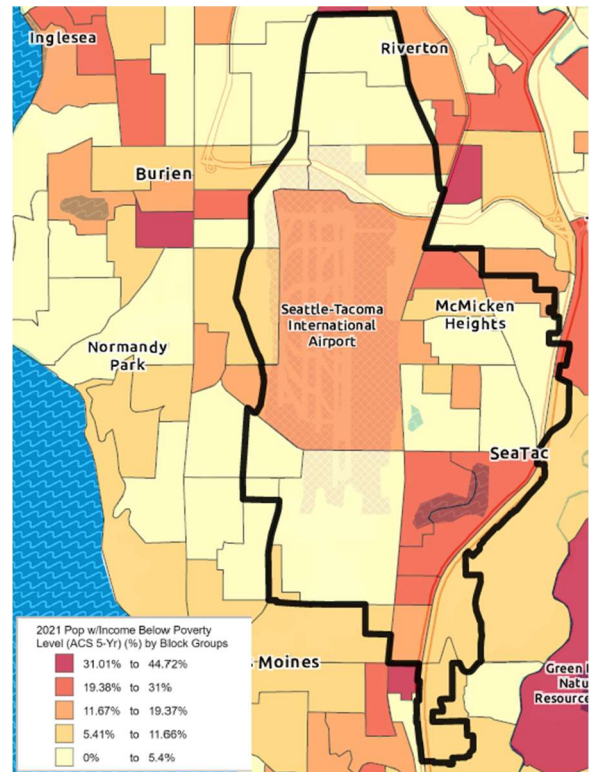 Inglesea
Riverton
Burien
Seattle-Tacoma
International
Airport
McMicken
Heights
Normandy
Park
SeaTac
Moines
Green
Natu
Resource
2021 Pop w/Income Below Poverty
Level (ACS 5-Yr) (%) by Block Groups
31.01% to 44.72%
19.38% to 31%
11.67% to 19.37%
5.41% to 11.66%
0% to 5.4%